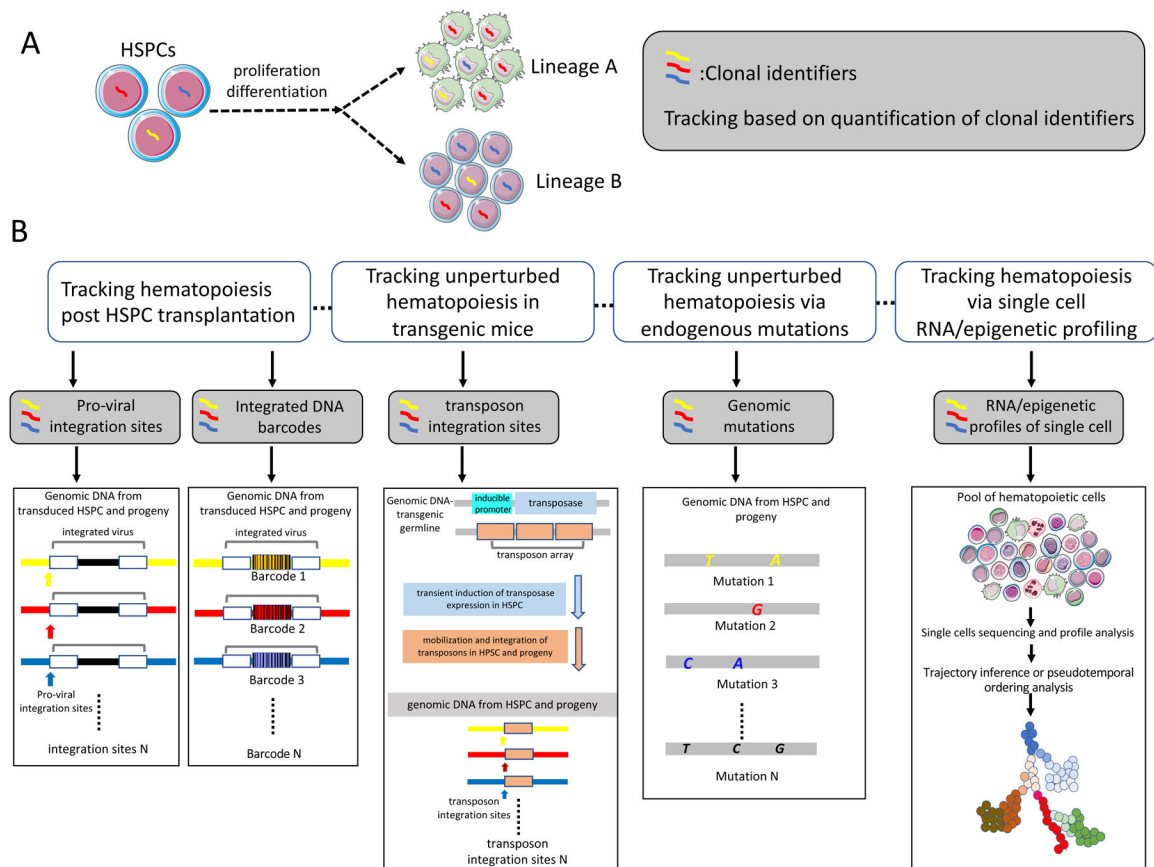 A
HSPCs
proliferation
differentiation
Lineage A
Lineage B
:Clonal identifiers
Tracking based on quantification of clonal identifiers
B
Tracking hematopoiesis
post HSPC transplantation
Tracking unperturbed
hematopoiesis in
transgenic mice
Tracking unperturbed
hematopoiesis via
endogenous mutations
Tracking hematopoiesis
via single cell
RNA/epigenetic profiling
Pro-viral
integration sites
Integrated DNA
barcodes
transposon
integration sites
Genomic
mutations
RNA/epigenetic
profiles of single cell
Genomic DNA from
transduced HSPC and progeny
integrated virus
Pro-viral
integration sites
integration sites N
Genomic DNA from
transduced HSPC and progeny
integrated virus
Barcode 1
Barcode 2
Barcode 3
Barcode N
Genomic DNA-
transgenic
germline
inducible
promoter
transposase
transposon array
transient induction of transposase
expression in HSPC
mobilization and integration of
transposons in HPSC and progeny
genomic DNA from HSPC and progeny
transposon
integration sites
transposon
integration sites N
Genomic DNA from HSPC and
progeny
T A
Mutation 1
G
Mutation 2
C A
Mutation 3
T C G
Mutation N
Pool of hematopoietic cells
Single cells sequencing and profile analysis
Trajectory inference or pseudotemporal
ordering analysis